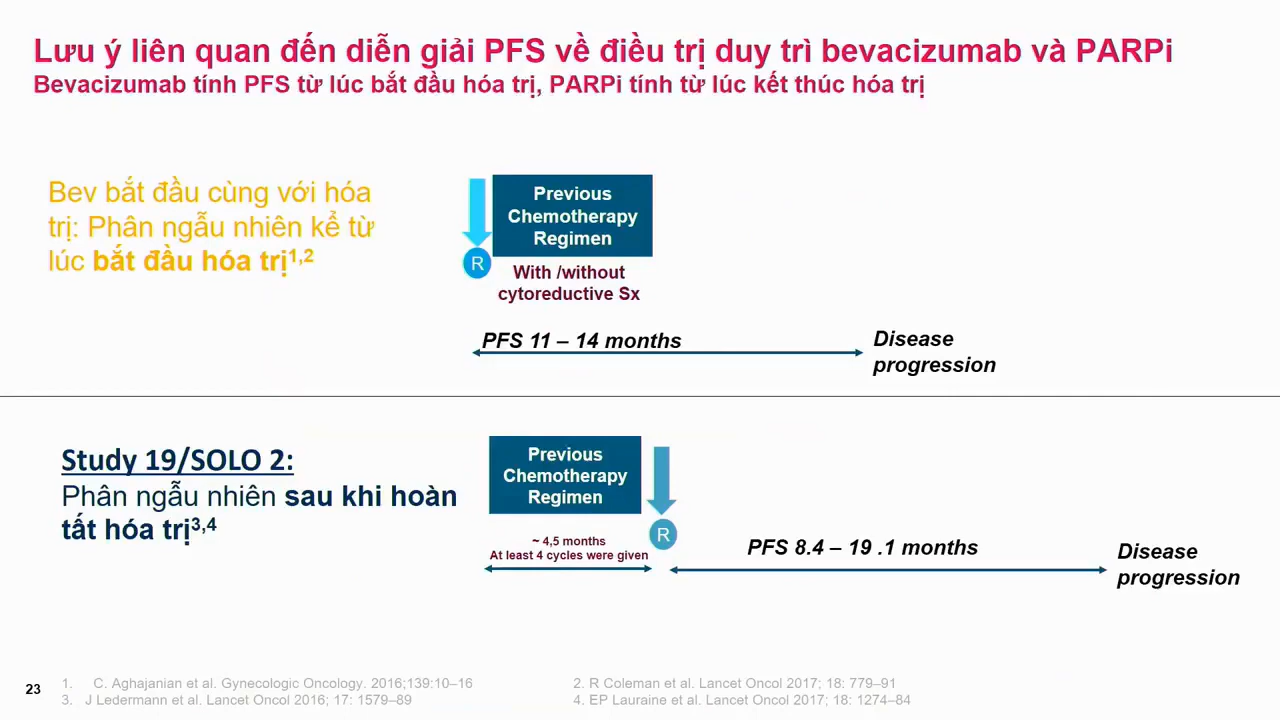 Lưu ý liên quan đến diễn giải PFS về điều trị duy trì bevacizumab và PARPi
Bevacizumab tính PFS từ lúc bắt đầu hóa trị, PARPi tính từ lúc kết thúc hóa trị
Bev bắt đầu cùng với hóa
trị: Phân ngẫu nhiên kể từ
lúc bắt đầu hóa trị1,2
Previous
Chemotherapy
Regimen
R
With /without
cytoreductive Sx
PFS 11 – 14 months
Disease
progression
Study 19/SOLO 2:
Phân ngẫu nhiên sau khi hoàn
tất hóa trị3,4
Previous
Chemotherapy
Regimen
R
~ 4,5 months
At least 4 cycles were given
PFS 8.4 – 19 .1 months
Disease
progression
23
1. C. Aghajanian et al. Gynecologic Oncology. 2016;139:10–16
2. R Coleman et al. Lancet Oncol 2017; 18: 779–91
3. J Ledermann et al. Lancet Oncol 2016; 17: 1579–89
4. EP Lauraine et al. Lancet Oncol 2017; 18: 1274–84